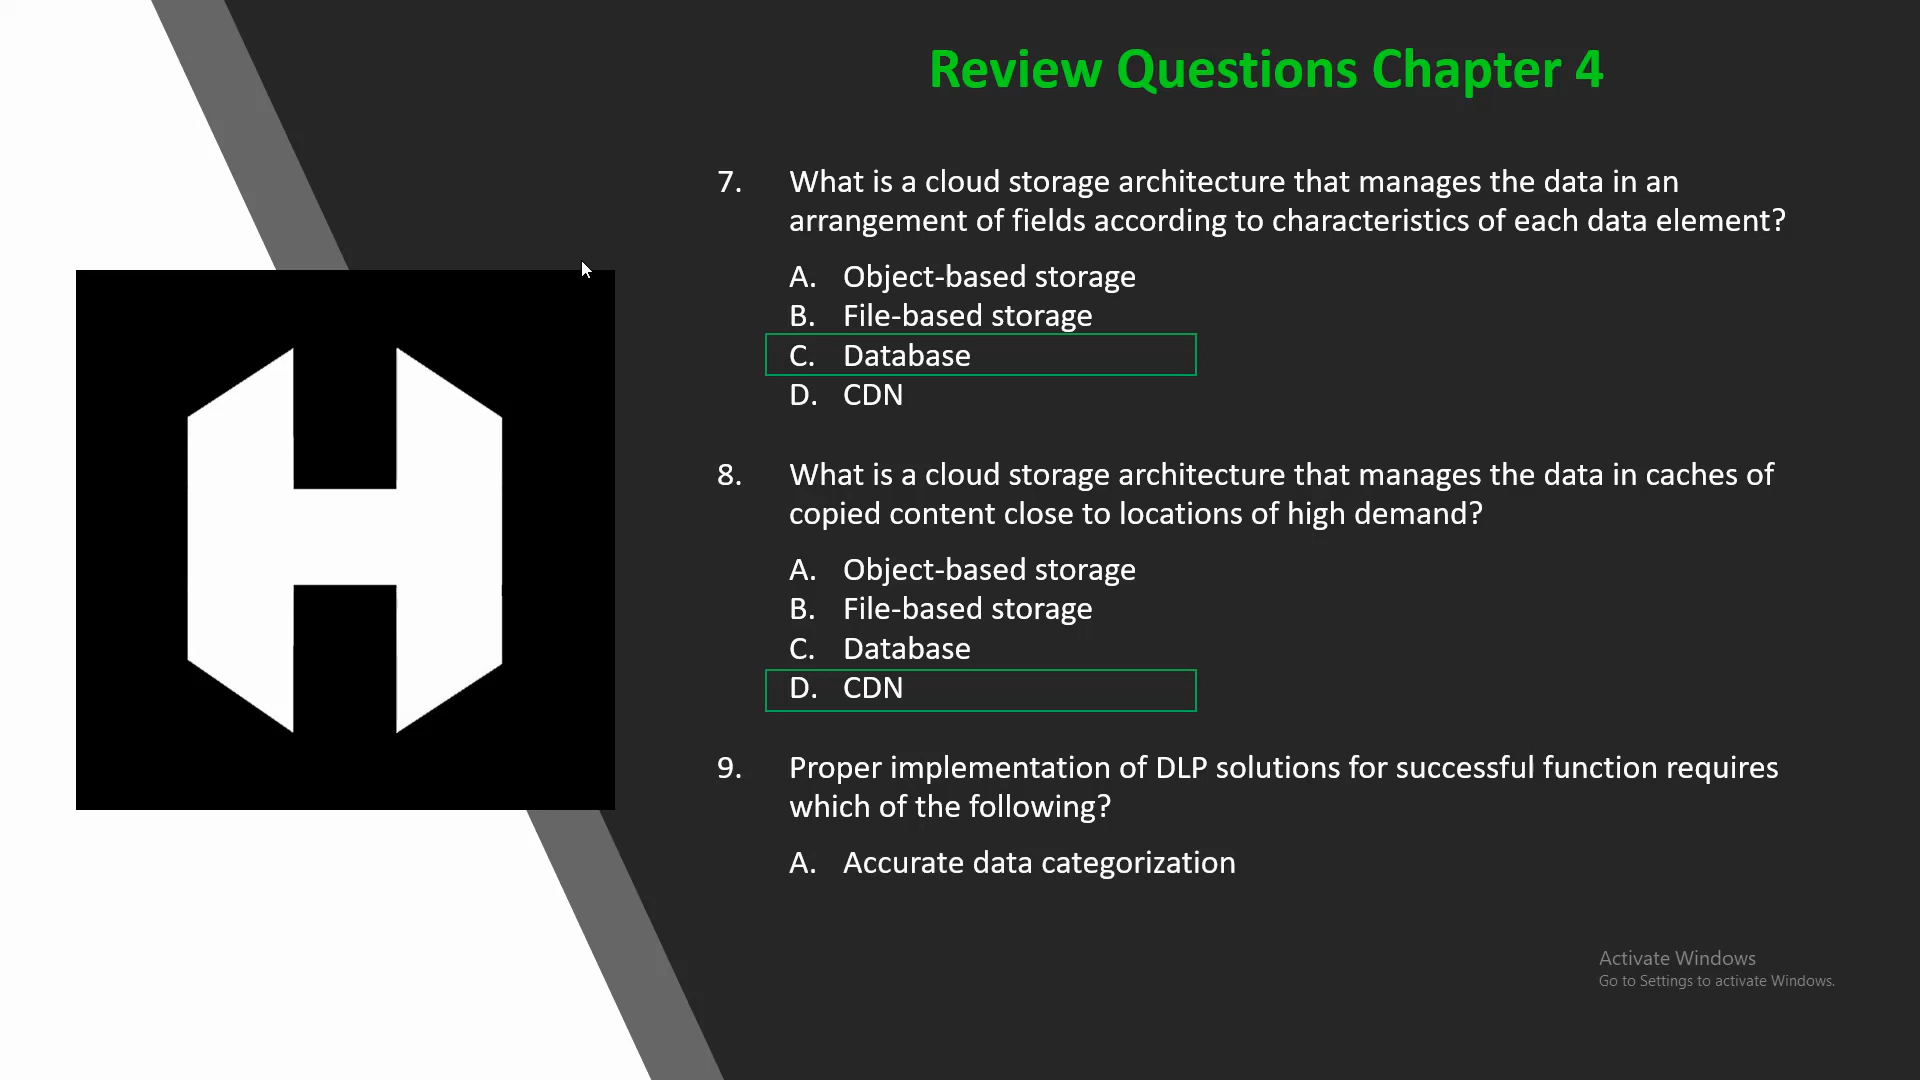 Review Questions Chapter 4
7. What is a cloud storage architecture that manages the data in an
arrangement of fields according to characteristics of each data element?
A. Object-based storage
B. File-based storage
C. Database
D. CDN
8. What is a cloud storage architecture that manages the data in caches of
copied content close to locations of high demand?
A. Object-based storage
B. File-based storage
C. Database
D. CDN
9. Proper implementation of DLP solutions for successful function requires
which of the following?
A. Accurate data categorization
Activate Windows
Go to Settings to activate Windows.